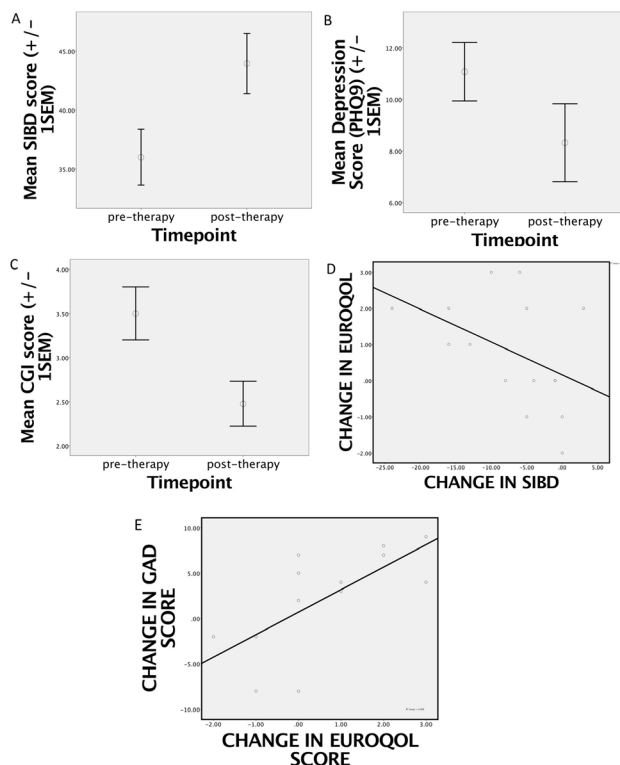 A
Mean SIBD score (+/-
1SEM)
45.00
40.00
35.00
pre-therapy
post-therapy
Timepoint
B
Mean Depression
Score (PHQ9) (+/-
1SEM)
12.00
10.00
8.00
6.00
pre-therapy
post-therapy
Timepoint
C
Mean CGI score (+/-
1SEM)
4.00
3.50
3.00
2.50
2.00
pre-therapy
post-therapy
Timepoint
D
CHANGE IN EUROQOL
3.00
2.00
1.00
.00
-1.00
-2.00
-25.00 -20.00 -15.00 -10.00 -5.00 .00 5.00
CHANGE IN SIBD
E
CHANGE IN GAD
SCORE
10.00
5.00
.00
-5.00
-10.00
-2.00 -1.00 .00 1.00 2.00 3.00
CHANGE IN EUROQOL
SCORE